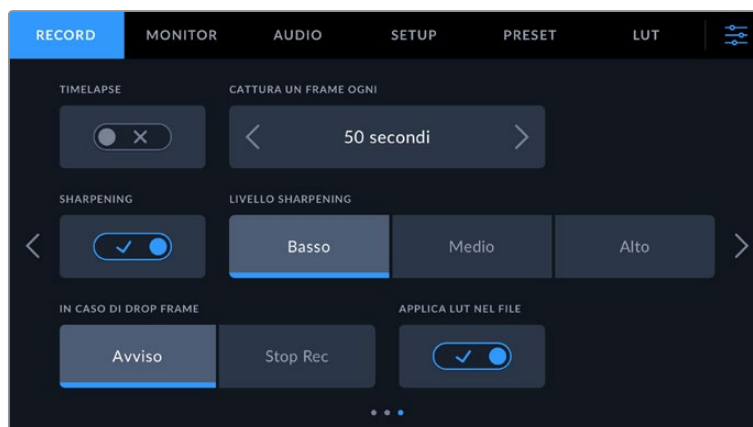 RECORD MONITOR AUDIO SETUP PRESET LUT
TIMELAPSE CATTURA UN FRAME OGNI
50 secondi
SHARPENING LIVELLO SHARPENING
Basso Medio Alto
IN CASO DI DROP FRAME APPLICA LUT NEL FILE
Avviso Stop Rec